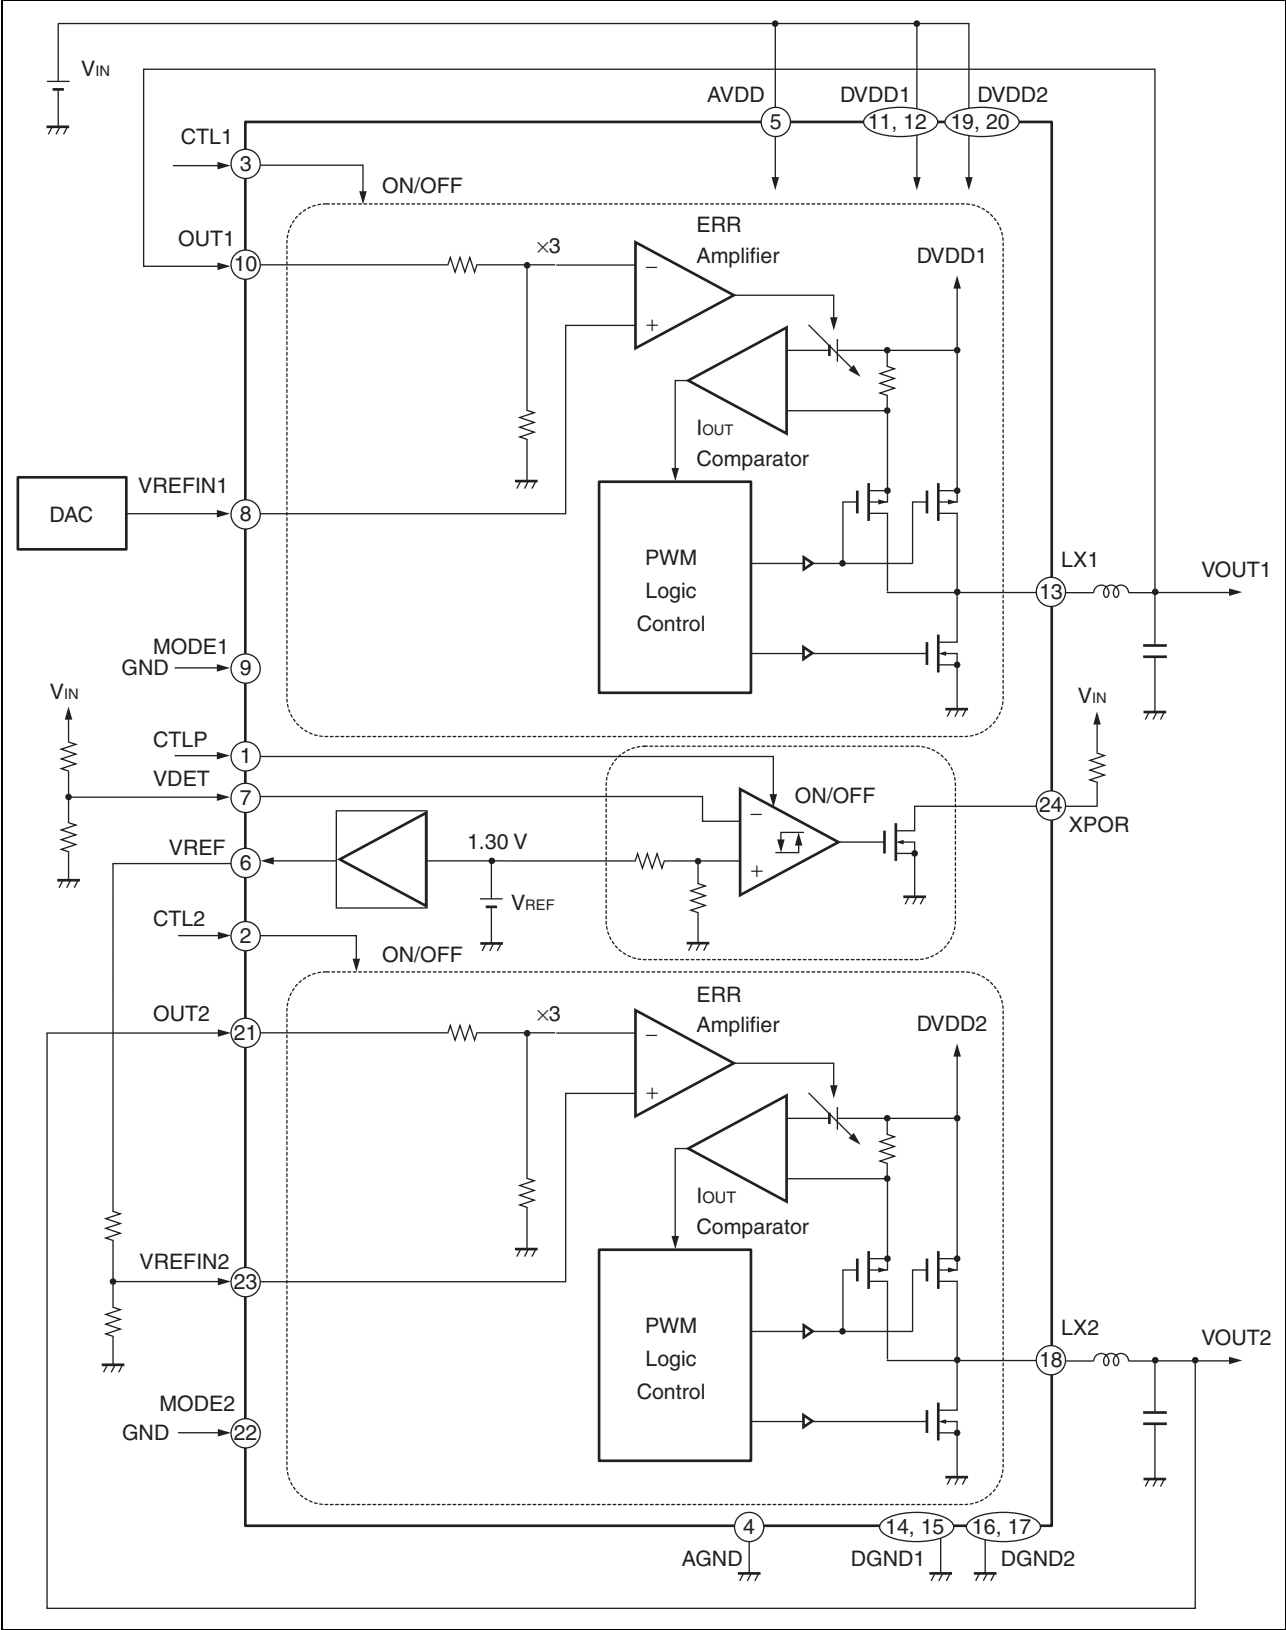 VIN
AVDD
DVDD1
DVDD2
5
11, 12
19, 20
CTL1
3
ON/OFF
OUT1
10
×3
ERR
Amplifier
−
+
DVDD1
IOUT
Comparator
DAC
VREFIN1
8
PWM
Logic
Control
LX1
13
VOUT1
MODE1
GND
9
VIN
VIN
CTLP
1
VDET
7
ON/OFF
−
+
24
XPOR
VREF
6
1.30 V
VREF
CTL2
2
ON/OFF
OUT2
21
×3
ERR
Amplifier
−
+
DVDD2
IOUT
Comparator
VREFIN2
23
PWM
Logic
Control
LX2
18
VOUT2
MODE2
GND
22
4
14, 15
16, 17
AGND
DGND1
DGND2